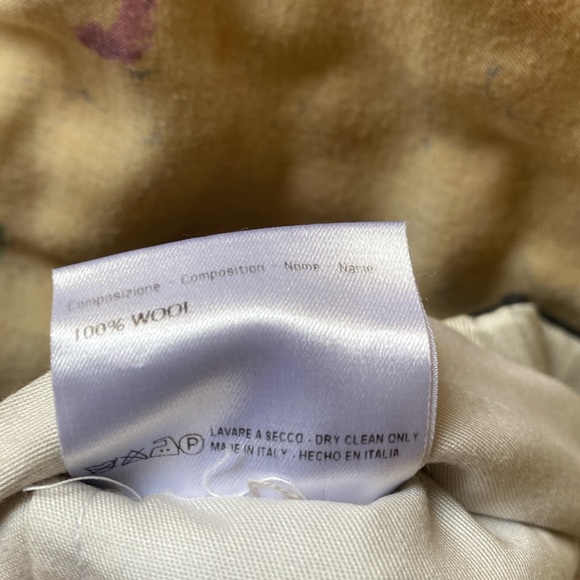 Composizione - Composition - Nome - Name
100% WOOL
P
LAVARE A SECCO - DRY CLEAN ONLY
MADE IN ITALY - HECHO EN ITALIA